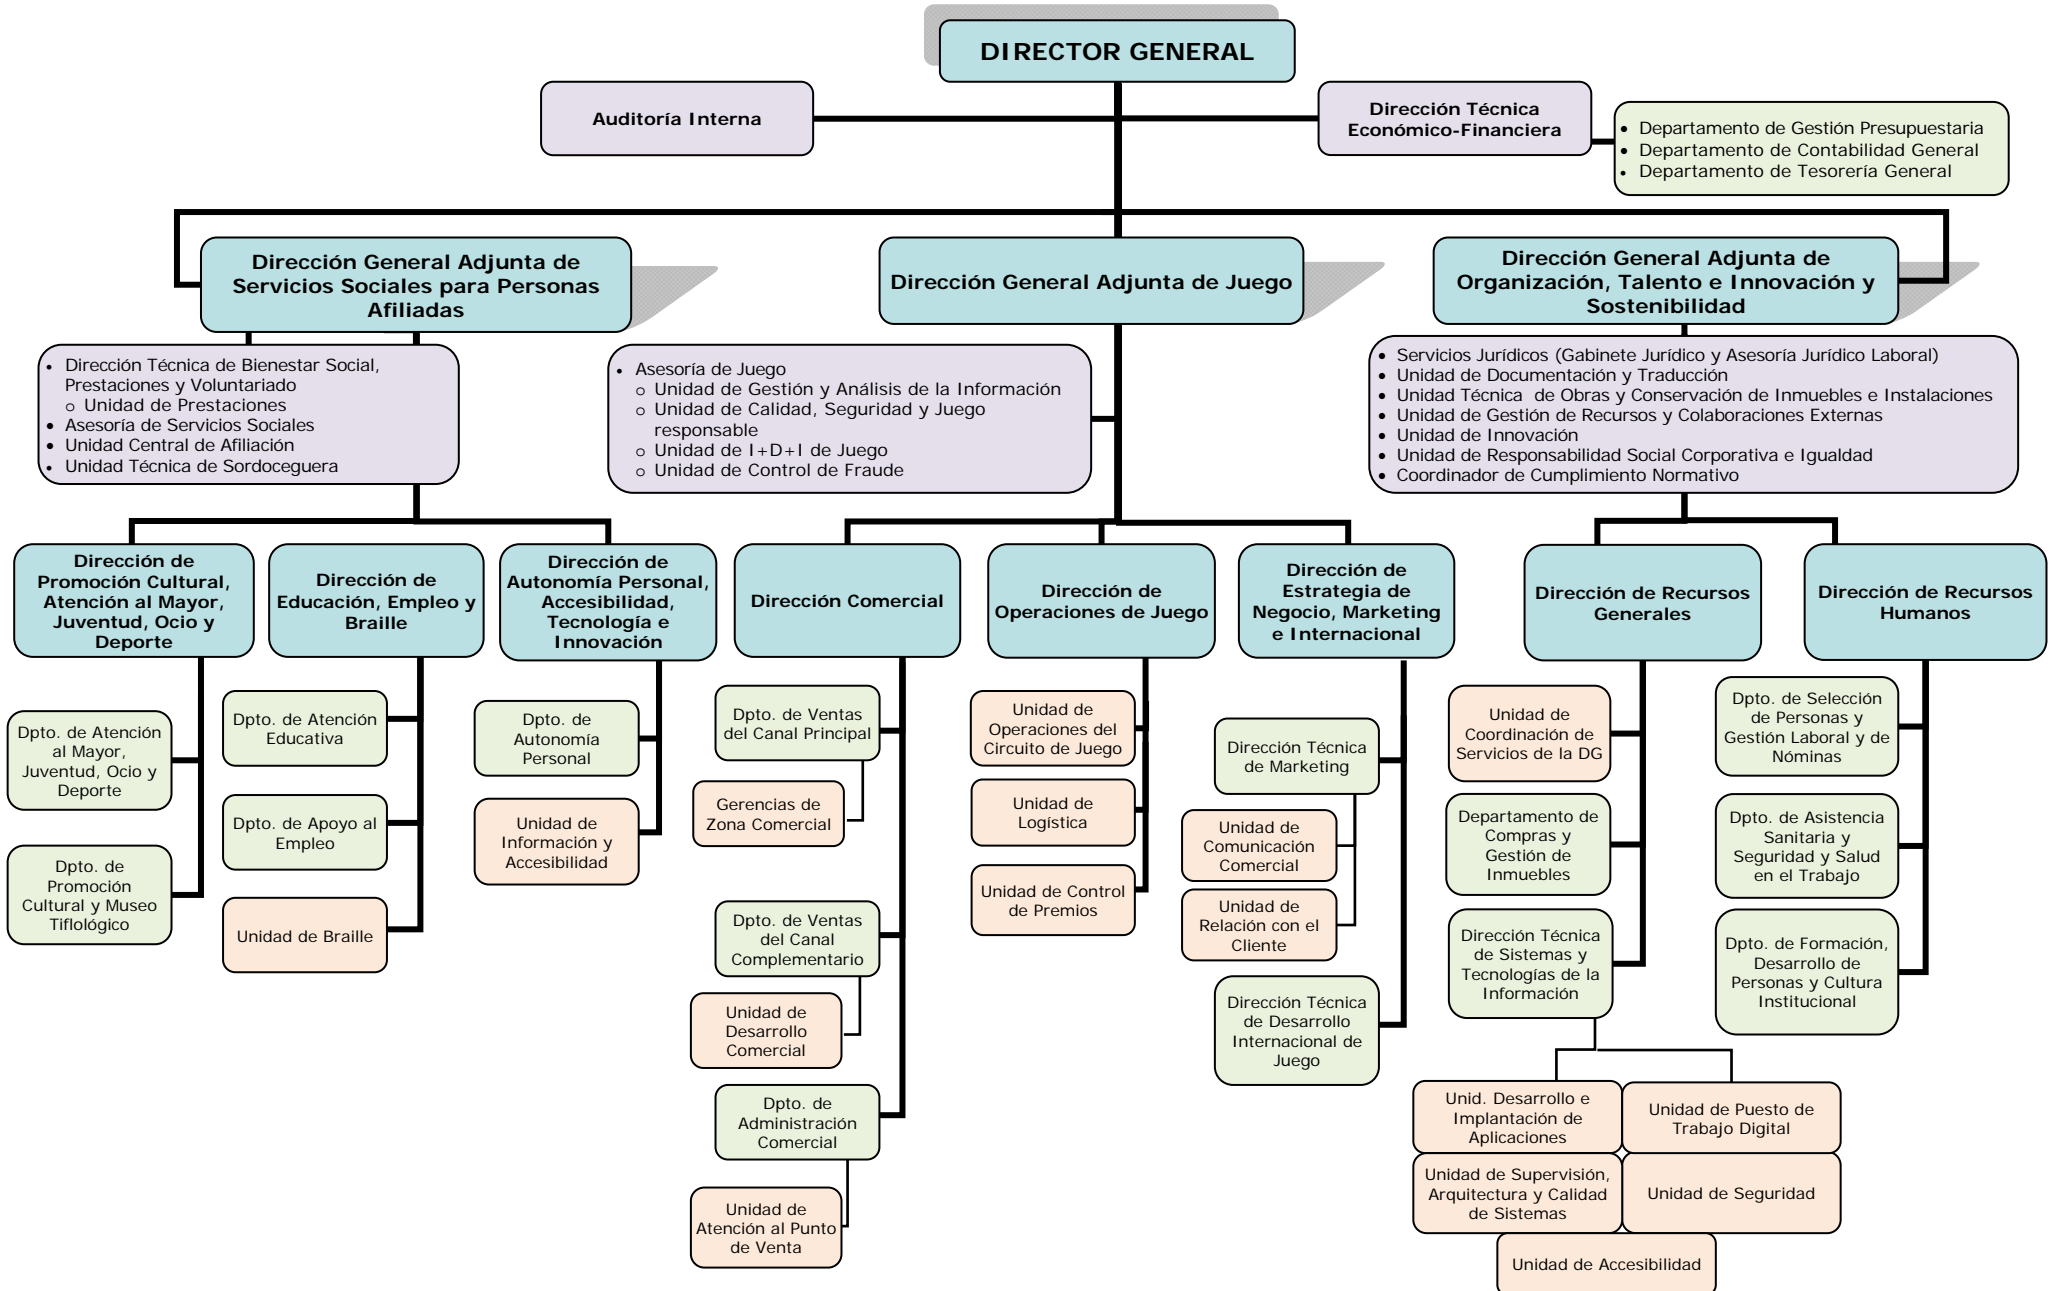 DIRECTOR GENERAL
Auditoría Interna
Dirección Técnica
Económico-Financiera
• Departamento de Gestión Presupuestaria
• Departamento de Contabilidad General
• Departamento de Tesorería General
Dirección General Adjunta de
Servicios Sociales para Personas
Afiliadas
Dirección General Adjunta de Juego
Dirección General Adjunta de
Organización, Talento e Innovación y
Sostenibilidad
• Dirección Técnica de Bienestar Social,
Prestaciones y Voluntariado
o Unidad de Prestaciones
• Asesoría de Servicios Sociales
• Unidad Central de Afiliación
• Unidad Técnica de Sordoceguera
• Asesoría de Juego
o Unidad de Gestión y Análisis de la Información
o Unidad de Calidad, Seguridad y Juego
responsable
o Unidad de I+D+I de Juego
o Unidad de Control de Fraude
• Servicios Jurídicos (Gabinete Jurídico y Asesoría Jurídico Laboral)
• Unidad de Documentación y Traducción
• Unidad Técnica de Obras y Conservación de Inmuebles e Instalaciones
• Unidad de Gestión de Recursos y Colaboraciones Externas
• Unidad de Innovación
• Unidad de Responsabilidad Social Corporativa e Igualdad
• Coordinador de Cumplimiento Normativo
Dirección de
Promoción Cultural,
Atención al Mayor,
Juventud, Ocio y
Deporte
Dirección de
Educación, Empleo y
Braille
Dirección de
Autonomía Personal,
Accesibilidad,
Tecnología e
Innovación
Dirección Comercial
Dirección de
Operaciones de Juego
Dirección de
Estrategia de
Negocio, Marketing
e Internacional
Dirección de Recursos
Generales
Dirección de Recursos
Humanos
Dpto. de Atención
al Mayor,
Juventud, Ocio y
Deporte
Dpto. de
Promoción
Cultural y Museo
Tiflológico
Dpto. de Atención
Educativa
Dpto. de Apoyo al
Empleo
Unidad de Braille
Dpto. de
Autonomía
Personal
Unidad de
Información y
Accesibilidad
Dpto. de Ventas
del Canal Principal
Gerencias de
Zona Comercial
Dpto. de Ventas
del Canal
Complementario
Unidad de
Desarrollo
Comercial
Dpto. de
Administración
Comercial
Unidad de
Atención al Punto
de Venta
Unidad de
Operaciones del
Circuito de Juego
Unidad de
Logística
Unidad de Control
de Premios
Dirección Técnica
de Marketing
Unidad de
Comunicación
Comercial
Unidad de
Relación con el
Cliente
Dirección Técnica
de Desarrollo
Internacional de
Juego
Unidad de
Coordinación de
Servicios de la DG
Departamento de
Compras y
Gestión de
Inmuebles
Dirección Técnica
de Sistemas y
Tecnologías de la
Información
Unid. Desarrollo e
Implantación de
Aplicaciones
Unidad de Puesto de
Trabajo Digital
Unidad de Supervisión,
Arquitectura y Calidad
de Sistemas
Unidad de Seguridad
Unidad de Accesibilidad
Dpto. de Selección
de Personas y
Gestión Laboral y de
Nóminas
Dpto. de Asistencia
Sanitaria y
Seguridad y Salud
en el Trabajo
Dpto. de Formación,
Desarrollo de
Personas y Cultura
Institucional